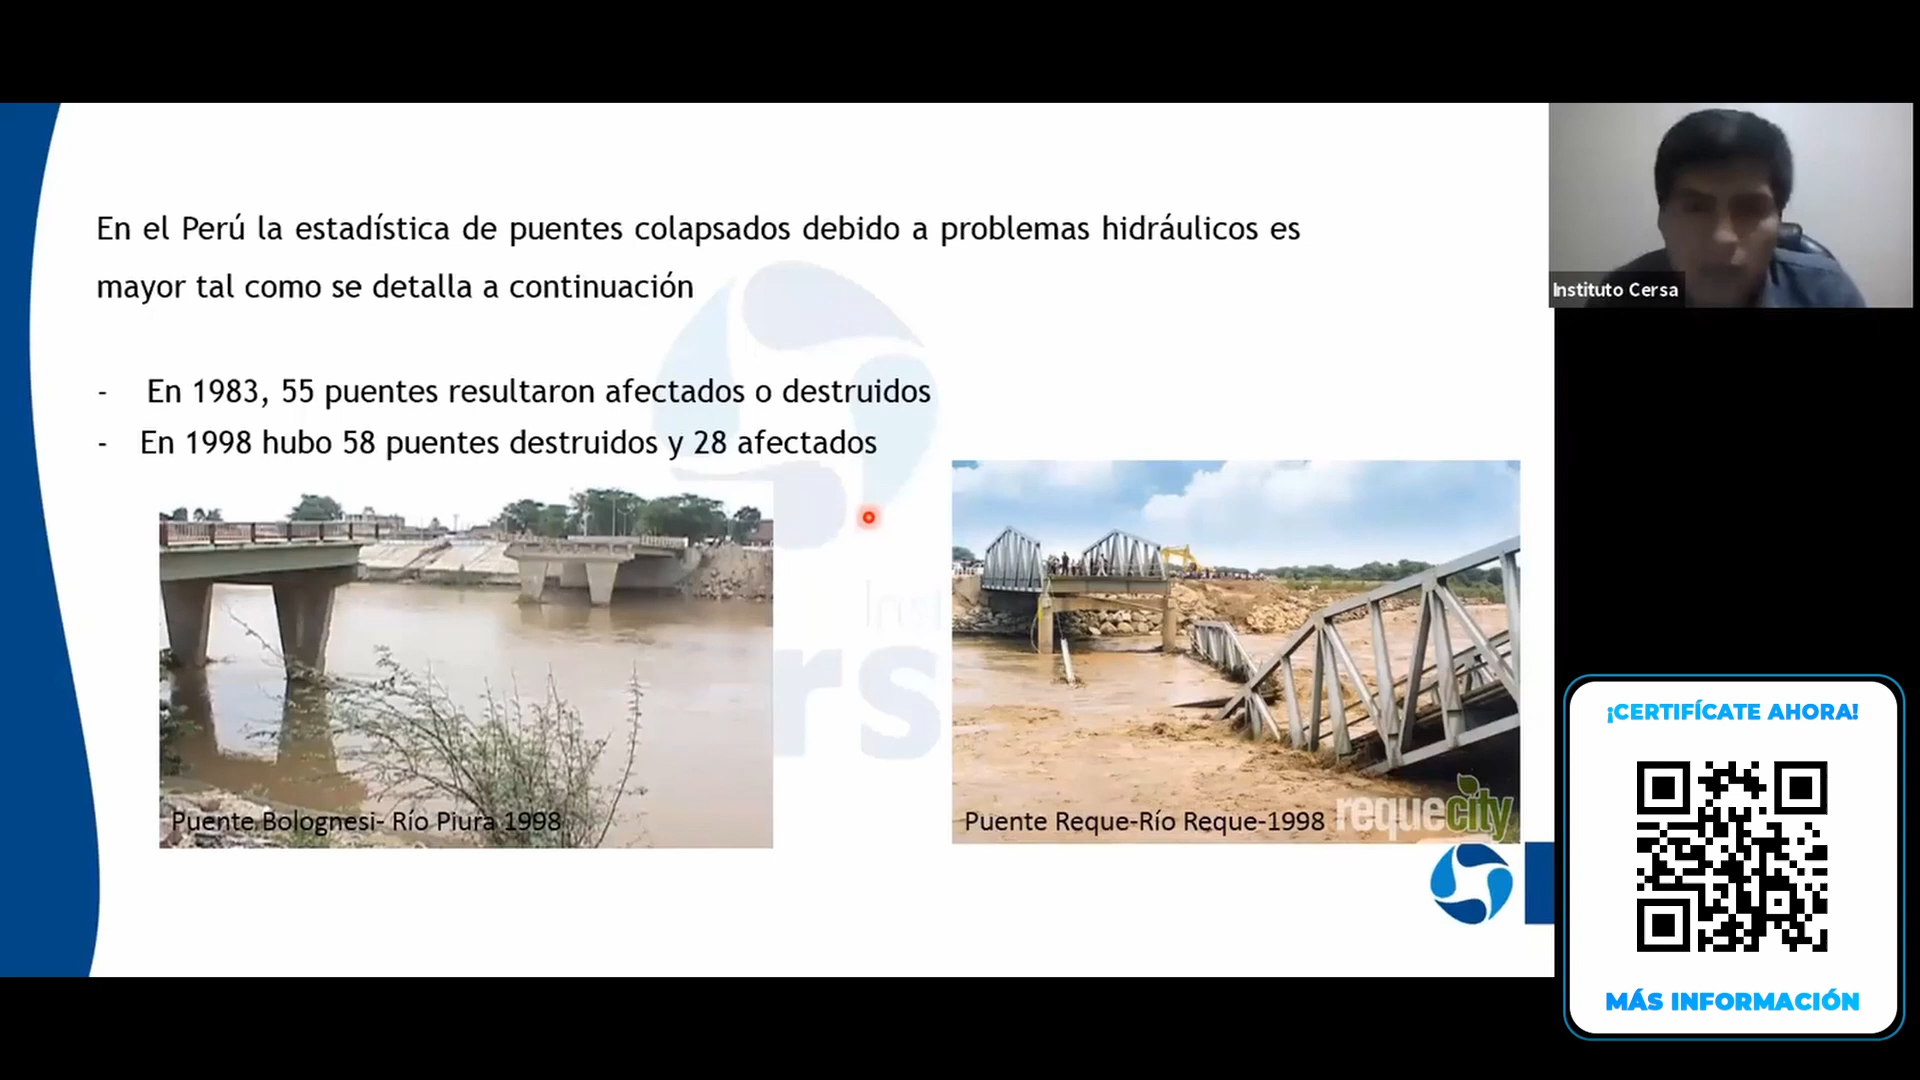 En el Perú la estadística de puentes colapsados debido a problemas hidráulicos es
mayor tal como se detalla a continuación
- En 1983, 55 puentes resultaron afectados o destruidos
- En 1998 hubo 58 puentes destruidos y 28 afectados
Inst
rs
Puente Bolognesi- Río Piura 1998
Puente Reque-Río Reque-1998
requecity
Instituto Cersa
¡CERTIFÍCATE AHORA!
MÁS INFORMACIÓN